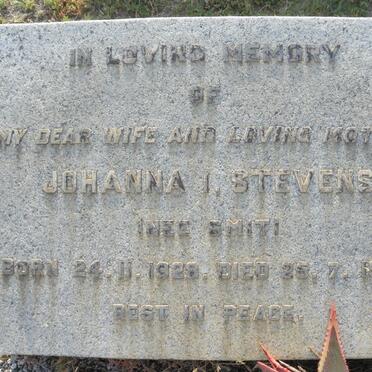 IN LOVING MEMORY
OF
MY DEAR WIFE AND LOVING MOT
JOHANNA I. STEVENS
(NEE SMIT)
BORN 24.11.1928. DIED 25.7.
REST IN PEACE.